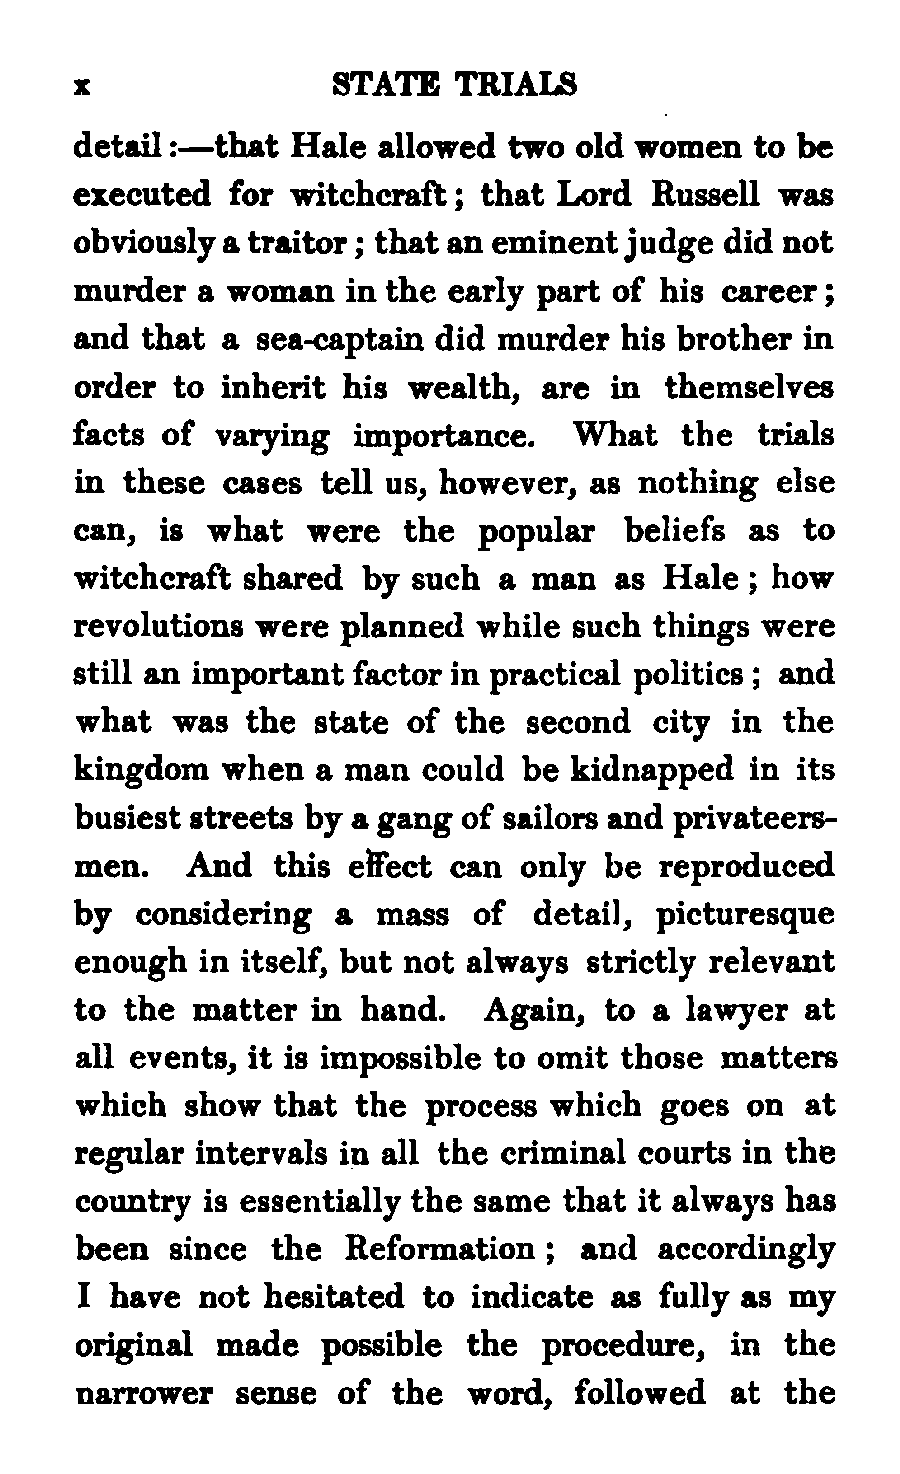 x STATE TRIALS
detail :—that Hale allowed two old women to be
executed for witchcraft ; that Lord Russell was
obviously a traitor ; that an eminent judge did not
murder a woman in the early part of his career ;
and that a sea-captain did murder his brother in
order to inherit his wealth, are in themselves
facts of varying importance. What the trials
in these cases tell us, however, as nothing else
can, is what were the popular beliefs as to
witchcraft shared by such a man as Hale ; how
revolutions were planned while such things were
still an important factor in practical politics ; and
what was the state of the second city in the
kingdom when a man could be kidnapped in its
busiest streets by a gang of sailors and privateers-
men. And this effect can only be reproduced
by considering a mass of detail, picturesque
enough in itself, but not always strictly relevant
to the matter in hand. Again, to a lawyer at
all events, it is impossible to omit those matters
which show that the process which goes on at
regular intervals in all the criminal courts in the
country is essentially the same that it always has
been since the Reformation ; and accordingly
I have not hesitated to indicate as fully as my
original made possible the procedure, in the
narrower sense of the word, followed at the